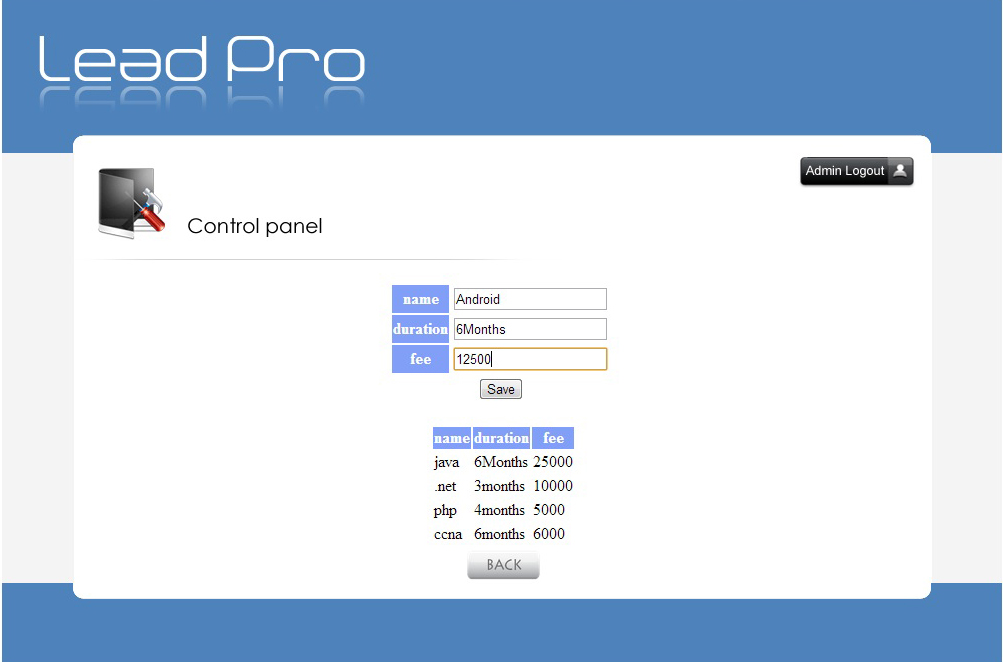 Lead Pro
Admin Logout
Control panel
name Android
duration 6Months
fee 12500
Save
name duration fee
java 6Months 25000
.net 3months 10000
php 4months 5000
ccna 6months 6000
BACK